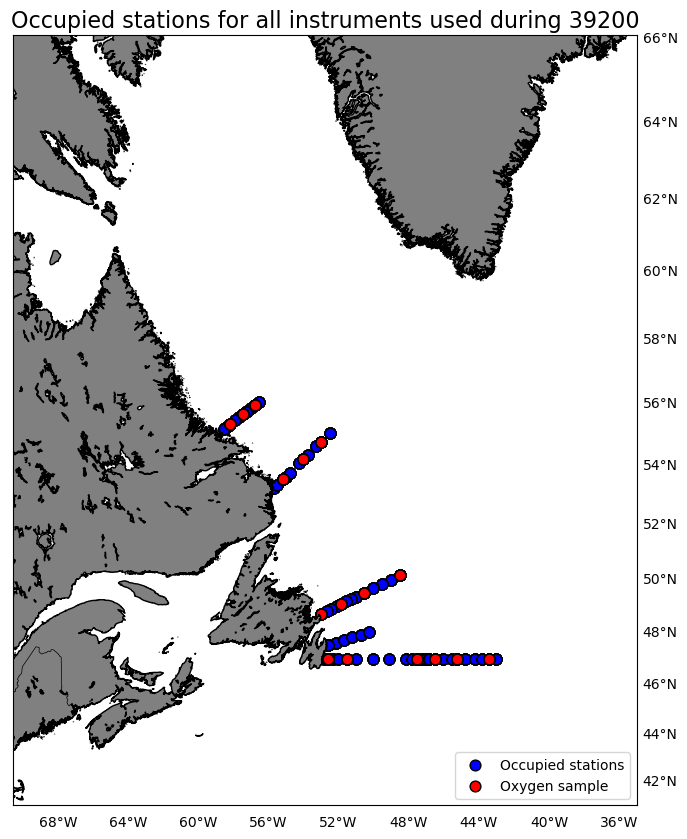 Occupied stations for all instruments used during 39200
66°N
64°N
62°N
60°N
58°N
56°N
54°N
52°N
50°N
48°N
46°N
44°N
42°N
Occupied stations
Oxygen sample
68°W 64°W 60°W 56°W 52°W 48°W 44°W 40°W 36°W